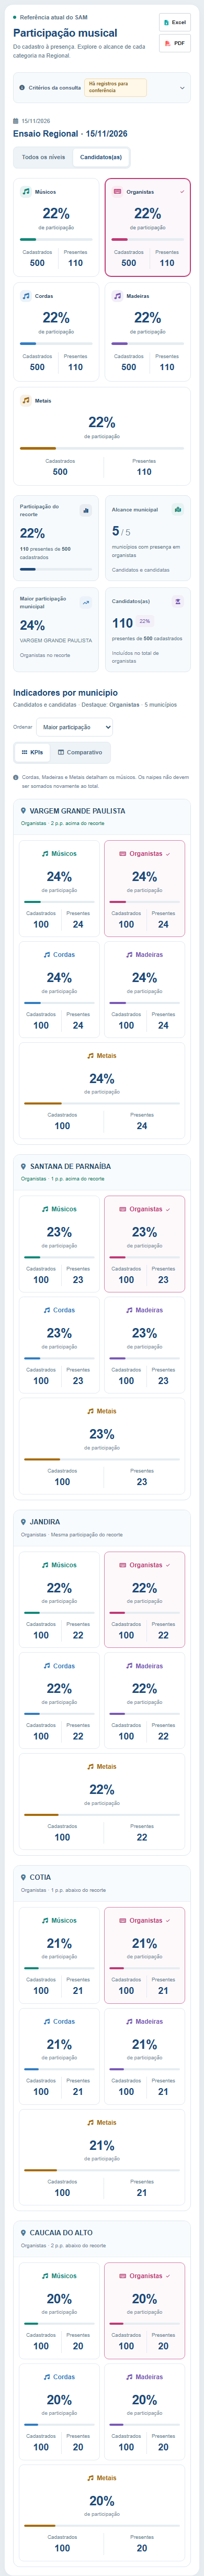 Referência atual do SAM
Participação musical
Do cadastro à presença. Explore o alcance de cada
categoria na Regional.
Excel
PDF
Critérios da consulta
Há registros para
conferência
15/11/2026
Ensaio Regional · 15/11/2026
Todos os níveis
Candidatos(as)
Músicos
22%
de participação
Cadastrados
Presentes
500
110
Organistas
22%
de participação
Cadastrados
Presentes
500
110
Cordas
22%
de participação
Cadastrados
Presentes
500
110
Madeiras
22%
de participação
Cadastrados
Presentes
500
110
Metais
22%
de participação
Cadastrados
Presentes
500
110
Participação do
recorte
22%
110 presentes de 500
cadastrados
Alcance municipal
5 / 5
municípios com presença em
organistas
Candidatos e candidatas
Maior participação
municipal
24%
VARGEM GRANDE PAULISTA
Organistas no recorte
Candidatos(as)
110 22%
presentes de 500 cadastrados
Incluídos no total de
organistas
Indicadores por município
Candidatos e candidatas · Destaque: Organistas · 5 municípios
Ordenar
Maior participação
KPIs
Comparativo
Cordas, Madeiras e Metais detalham os músicos. Os naipes não devem
ser somados novamente ao total.
VARGEM GRANDE PAULISTA
Organistas · 2 p.p. acima do recorte
Músicos
24%
de participação
Cadastrados
Presentes
100
24
Organistas
24%
de participação
Cadastrados
Presentes
100
24
Cordas
24%
de participação
Cadastrados
Presentes
100
24
Madeiras
24%
de participação
Cadastrados
Presentes
100
24
Metais
24%
de participação
Cadastrados
Presentes
100
24
SANTANA DE PARNAÍBA
Organistas · 1 p.p. acima do recorte
Músicos
23%
de participação
Cadastrados
Presentes
100
23
Organistas
23%
de participação
Cadastrados
Presentes
100
23
Cordas
23%
de participação
Cadastrados
Presentes
100
23
Madeiras
23%
de participação
Cadastrados
Presentes
100
23
Metais
23%
de participação
Cadastrados
Presentes
100
23
JANDIRA
Organistas · Mesma participação do recorte
Músicos
22%
de participação
Cadastrados
Presentes
100
22
Organistas
22%
de participação
Cadastrados
Presentes
100
22
Cordas
22%
de participação
Cadastrados
Presentes
100
22
Madeiras
22%
de participação
Cadastrados
Presentes
100
22
Metais
22%
de participação
Cadastrados
Presentes
100
22
COTIA
Organistas · 1 p.p. abaixo do recorte
Músicos
21%
de participação
Cadastrados
Presentes
100
21
Organistas
21%
de participação
Cadastrados
Presentes
100
21
Cordas
21%
de participação
Cadastrados
Presentes
100
21
Madeiras
21%
de participação
Cadastrados
Presentes
100
21
Metais
21%
de participação
Cadastrados
Presentes
100
21
CAUCAIA DO ALTO
Organistas · 2 p.p. abaixo do recorte
Músicos
20%
de participação
Cadastrados
Presentes
100
20
Organistas
20%
de participação
Cadastrados
Presentes
100
20
Cordas
20%
de participação
Cadastrados
Presentes
100
20
Madeiras
20%
de participação
Cadastrados
Presentes
100
20
Metais
20%
de participação
Cadastrados
Presentes
100
20